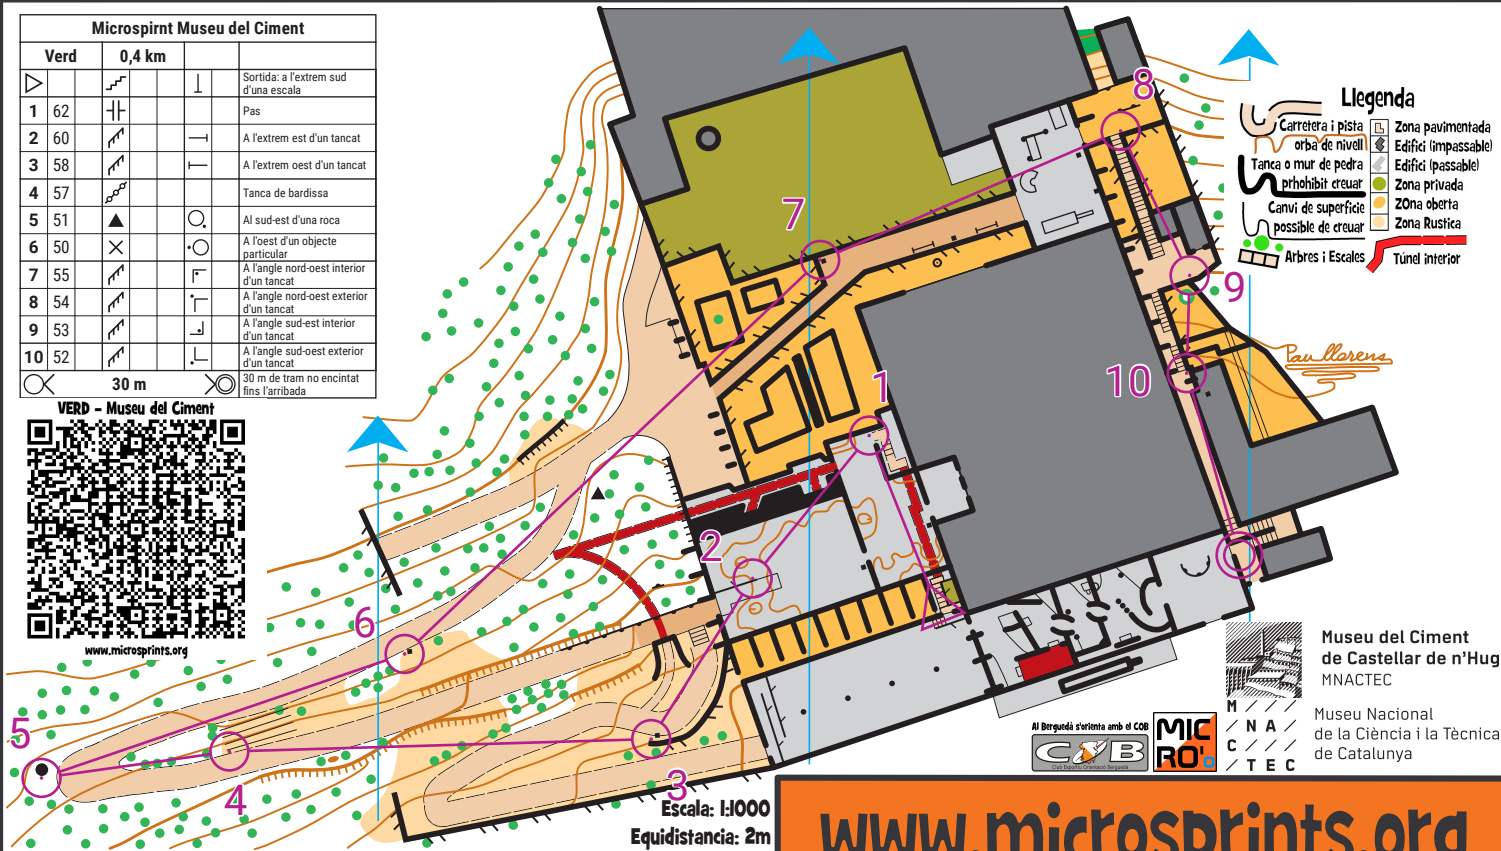 Microspirnt Museu del Ciment
Verd 0,4 km
Sortida: a l'extrem sud
d'una escala
1 62 Pas
2 60 A l'extrem est d'un tancat
3 58 A l'extrem oest d'un tancat
4 57 Tanca de bardissa
5 51 Al sud-est d'una roca
6 50 A l'oest d'un objecte
particular
7 55 A l'angle nord-oest interior
d'un tancat
8 54 A l'angle nord-oest exterior
d'un tancat
9 53 A l'angle sud-est interior
d'un tancat
10 52 A l'angle sud-oest exterior
d'un tancat
30 m 30 m de tram no encintat
fins l'arribada
VERD - Museu del Ciment
www.microsprints.org
8
7
9
1
10
2
6
5
4
3
Llegenda
Carretera i pista
orba de nivell
Tanca o mur de pedra
prhohibit creuar
Canvi de superficie
possible de creuar
Arbres i Escales
Zona pavimentada
Edifici (impassable)
Edifici (passable)
Zona privada
ZOna oberta
Zona Rustica
Túnel interior
Pau llorens
Escala: 1:1000
Equidistancia: 2m
Al Berguedà s'orienta amb el COB
COB
Club Esportiu Orientació Berguedà
MIC
RO'
Museu del Ciment
de Castellar de n'Hug
MNACTEC
M / / /
/ N A /
C / / /
/ T E C
Museu Nacional
de la Ciència i la Tècnica
de Catalunya
www.microsprints.org